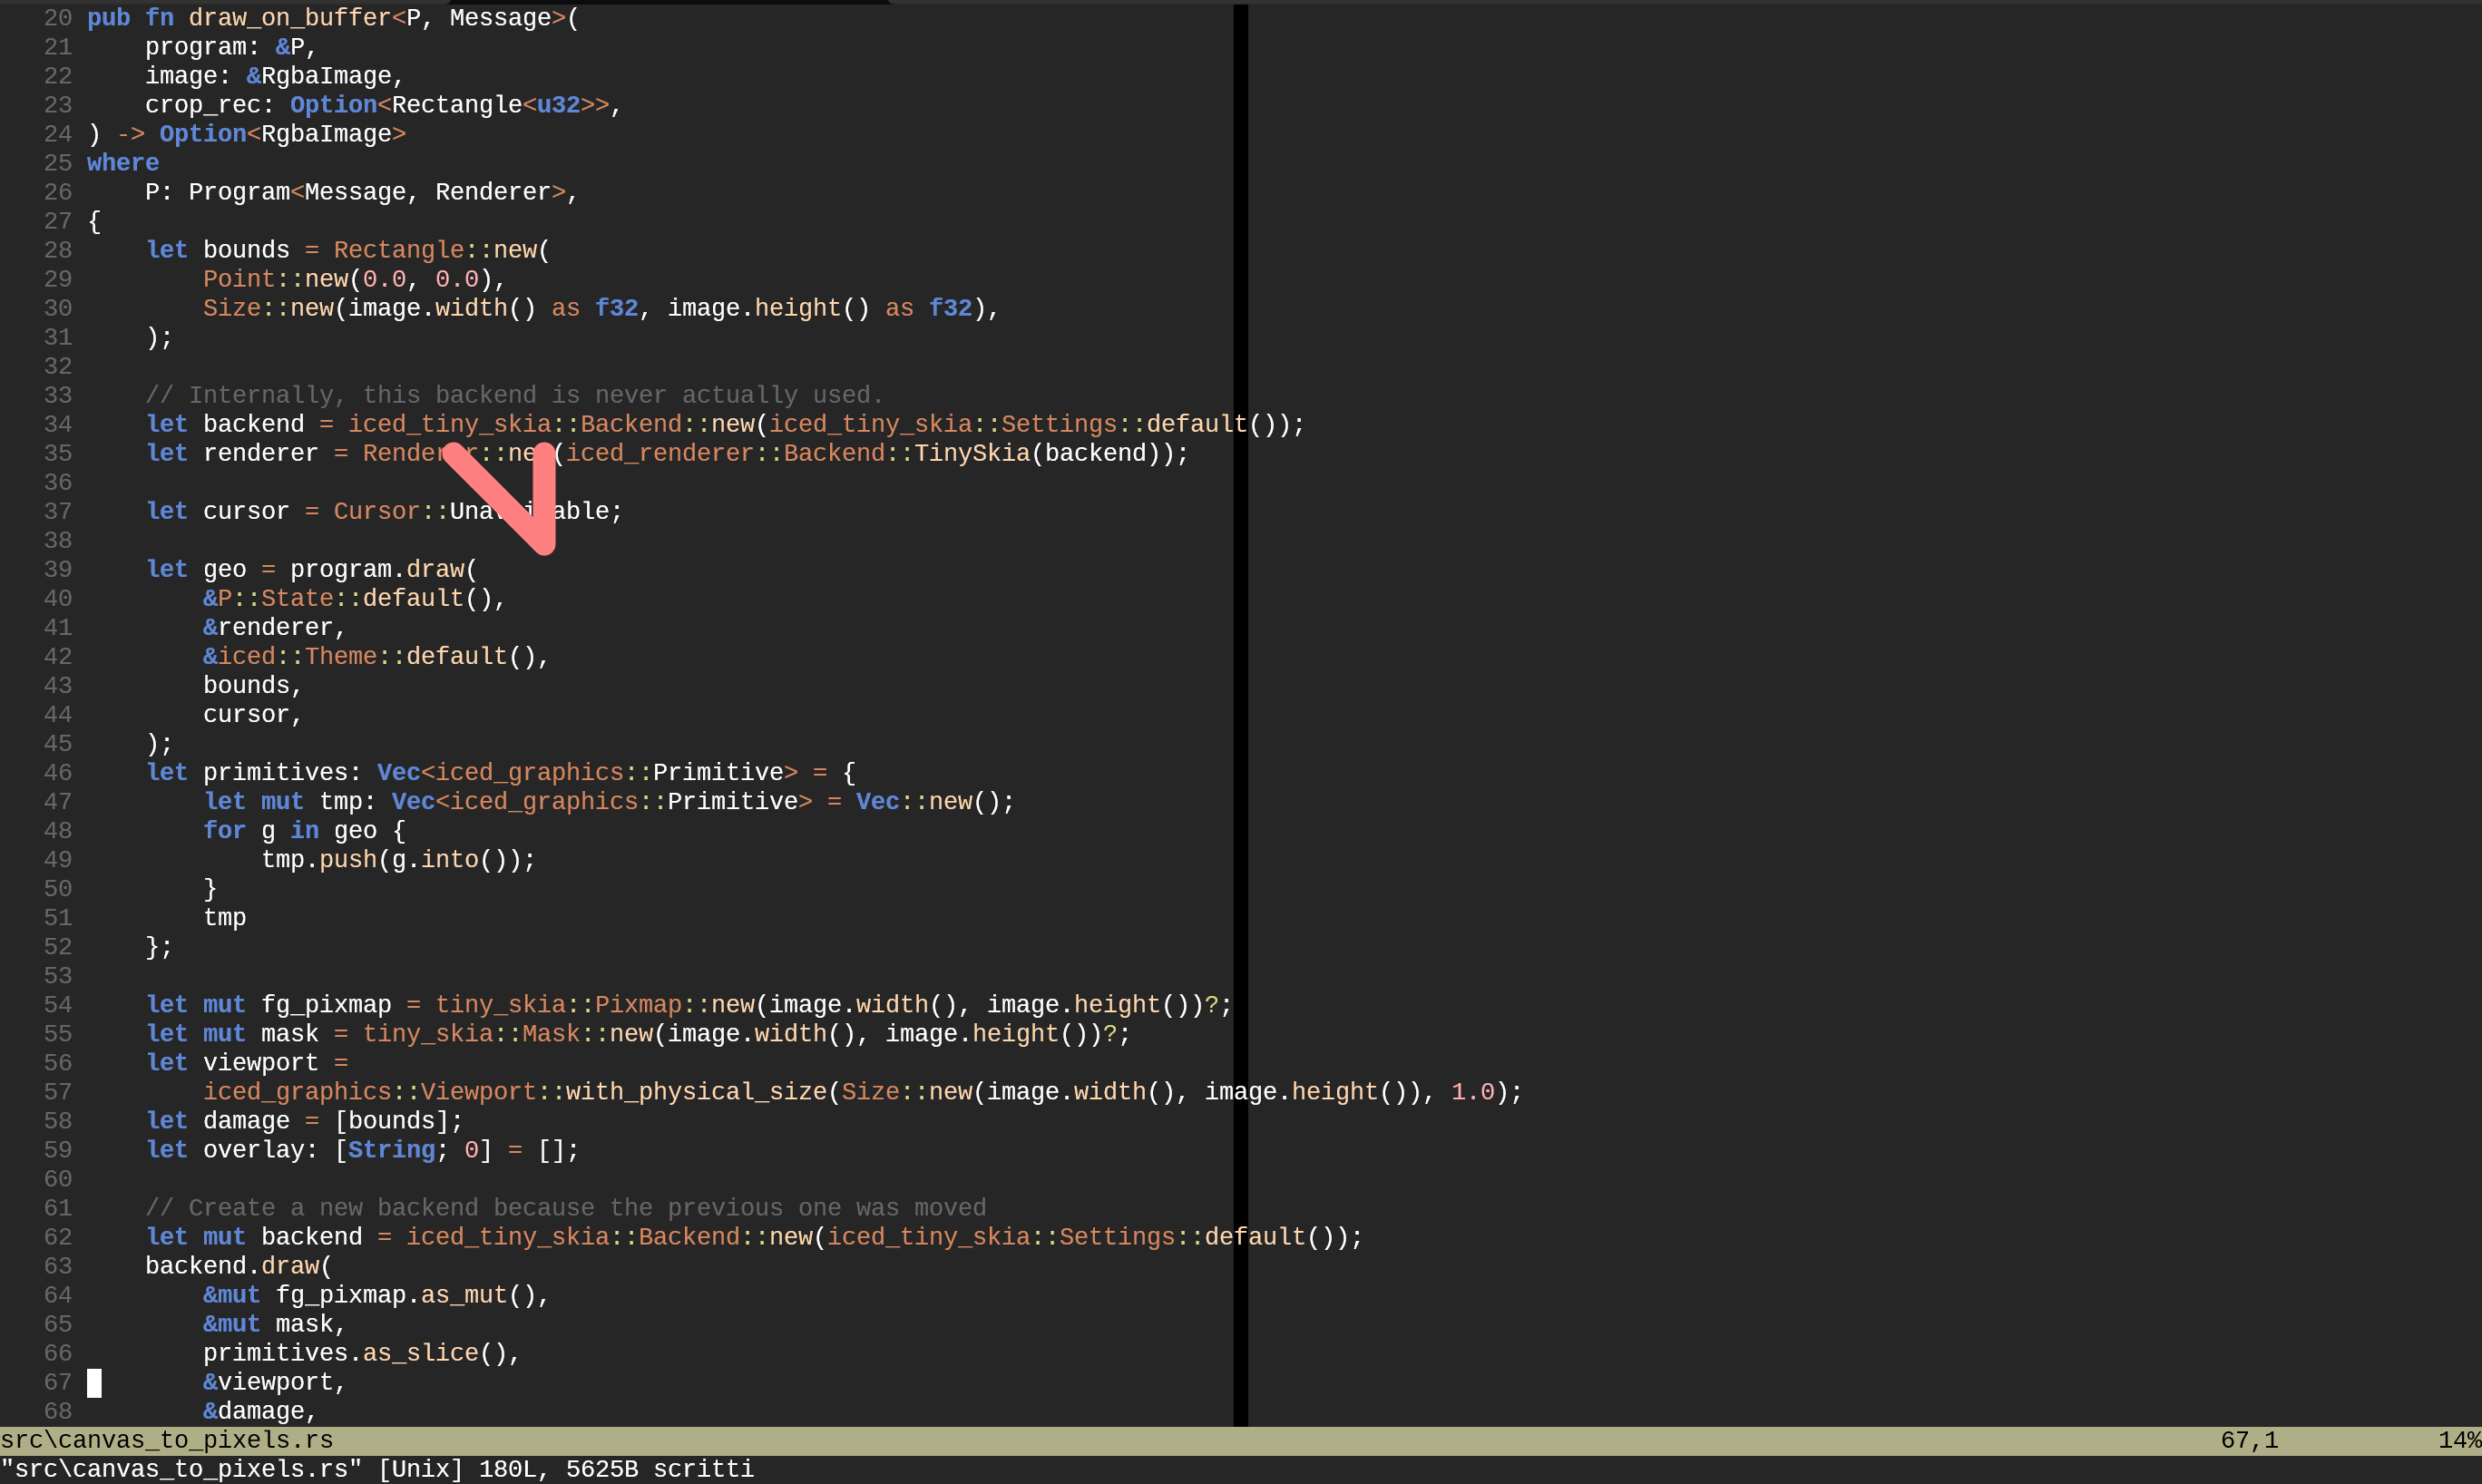 20 pub fn draw_on_buffer<P, Message>(
21     program: &P,
22     image: &RgbaImage,
23     crop_rec: Option<Rectangle<u32>>,
24 ) -> Option<RgbaImage>
25 where
26     P: Program<Message, Renderer>,
27 {
28     let bounds = Rectangle::new(
29         Point::new(0.0, 0.0),
30         Size::new(image.width() as f32, image.height() as f32),
31     );
32
33     // Internally, this backend is never actually used.
34     let backend = iced_tiny_skia::Backend::new(iced_tiny_skia::Settings::default());
35     let renderer = Renderer::new(iced_renderer::Backend::TinySkia(backend));
36
37     let cursor = Cursor::Unavailable;
38
39     let geo = program.draw(
40         &P::State::default(),
41         &renderer,
42         &iced::Theme::default(),
43         bounds,
44         cursor,
45     );
46     let primitives: Vec<iced_graphics::Primitive> = {
47         let mut tmp: Vec<iced_graphics::Primitive> = Vec::new();
48         for g in geo {
49             tmp.push(g.into());
50         }
51         tmp
52     };
53
54     let mut fg_pixmap = tiny_skia::Pixmap::new(image.width(), image.height())?;
55     let mut mask = tiny_skia::Mask::new(image.width(), image.height())?;
56     let viewport =
57         iced_graphics::Viewport::with_physical_size(Size::new(image.width(), image.height()), 1.0);
58     let damage = [bounds];
59     let overlay: [String; 0] = [];
60
61     // Create a new backend because the previous one was moved
62     let mut backend = iced_tiny_skia::Backend::new(iced_tiny_skia::Settings::default());
63     backend.draw(
64         &mut fg_pixmap.as_mut(),
65         &mut mask,
66         primitives.as_slice(),
67         &viewport,
68         &damage,
src\canvas_to_pixels.rs 67,1 14%
"src\canvas_to_pixels.rs" [Unix] 180L, 5625B scritti